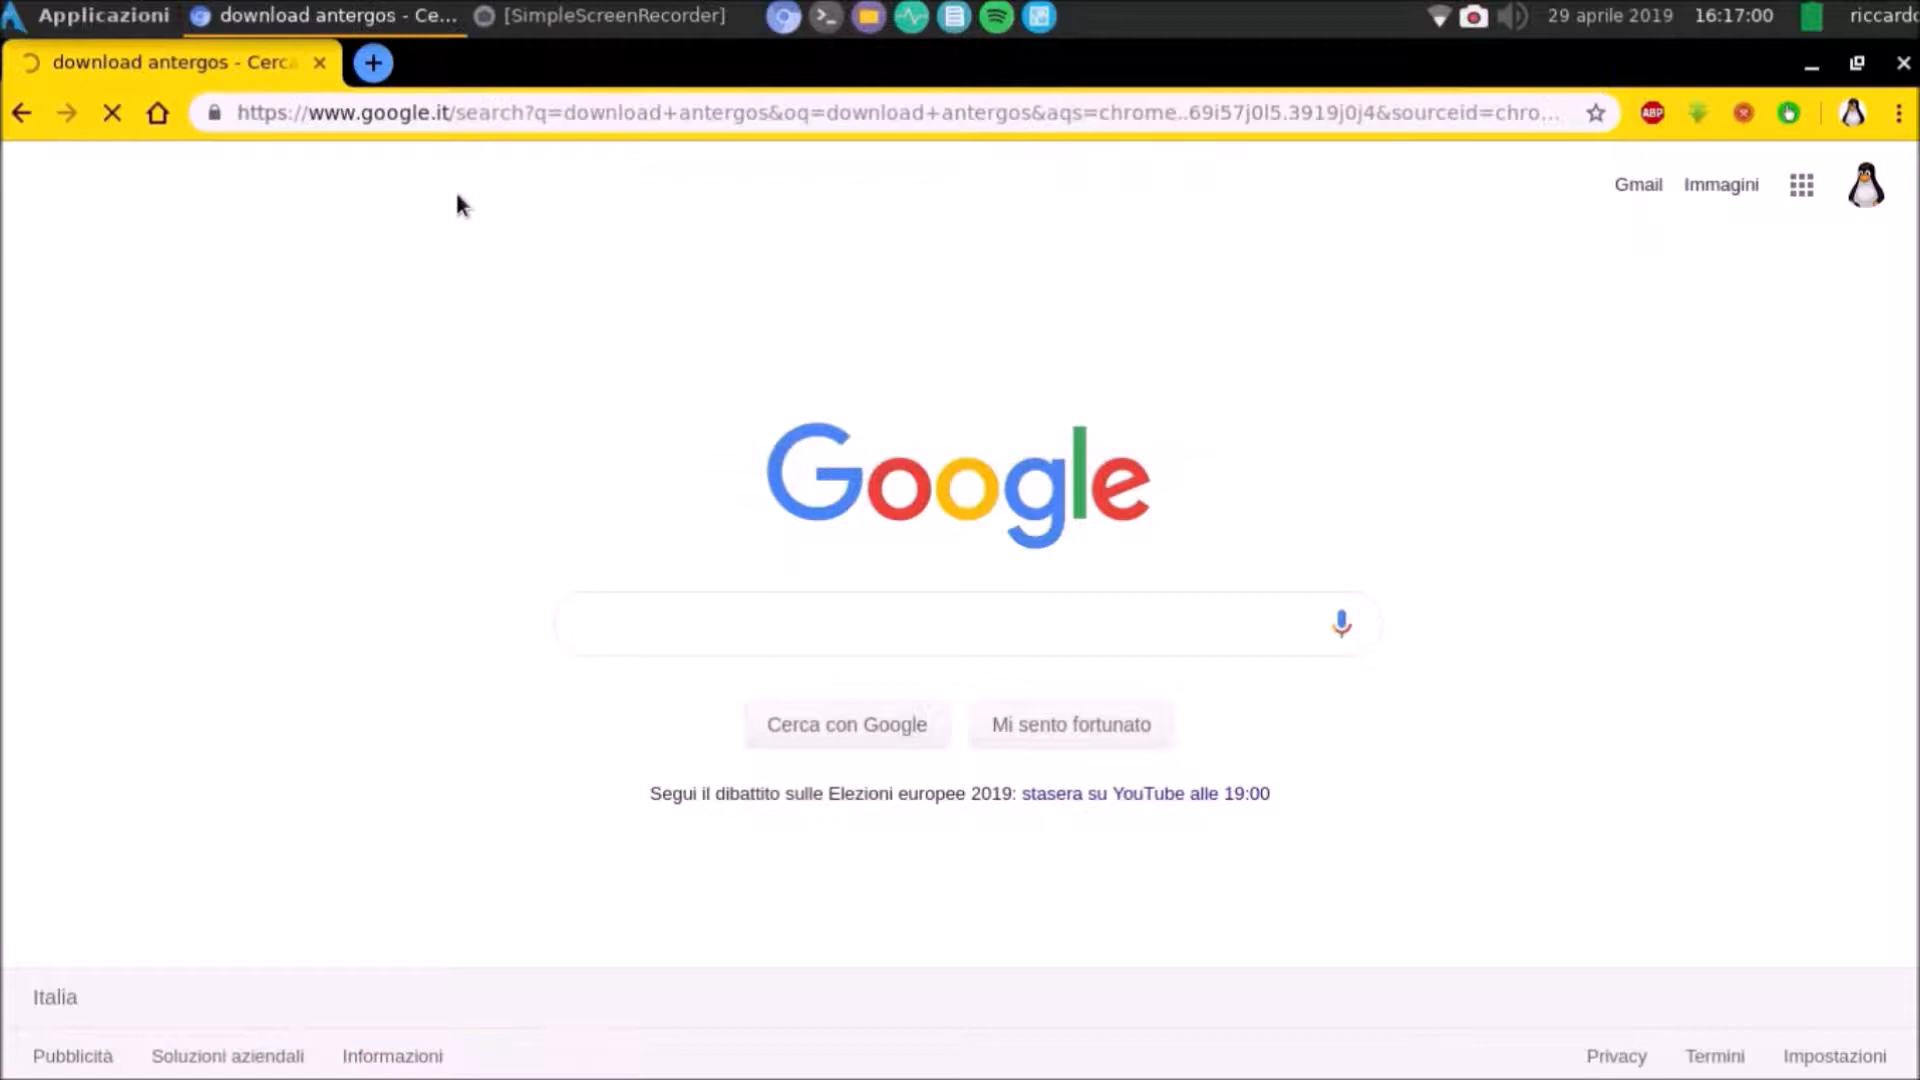 Applicazioni download antergos - Ce... [SimpleScreenRecorder] 29 aprile 2019 16:17:00 riccardo
download antergos - Cerca
https://www.google.it/search?q=download+antergos&oq=download+antergos&aqs=chrome..69i57j0l5.3919j0j4&sourceid=chro...
ABP
Gmail Immagini
Google
Cerca con Google Mi sento fortunato
Segui il dibattito sulle Elezioni europee 2019: stasera su YouTube alle 19:00
Italia
Pubblicità Soluzioni aziendali Informazioni Privacy Termini Impostazioni